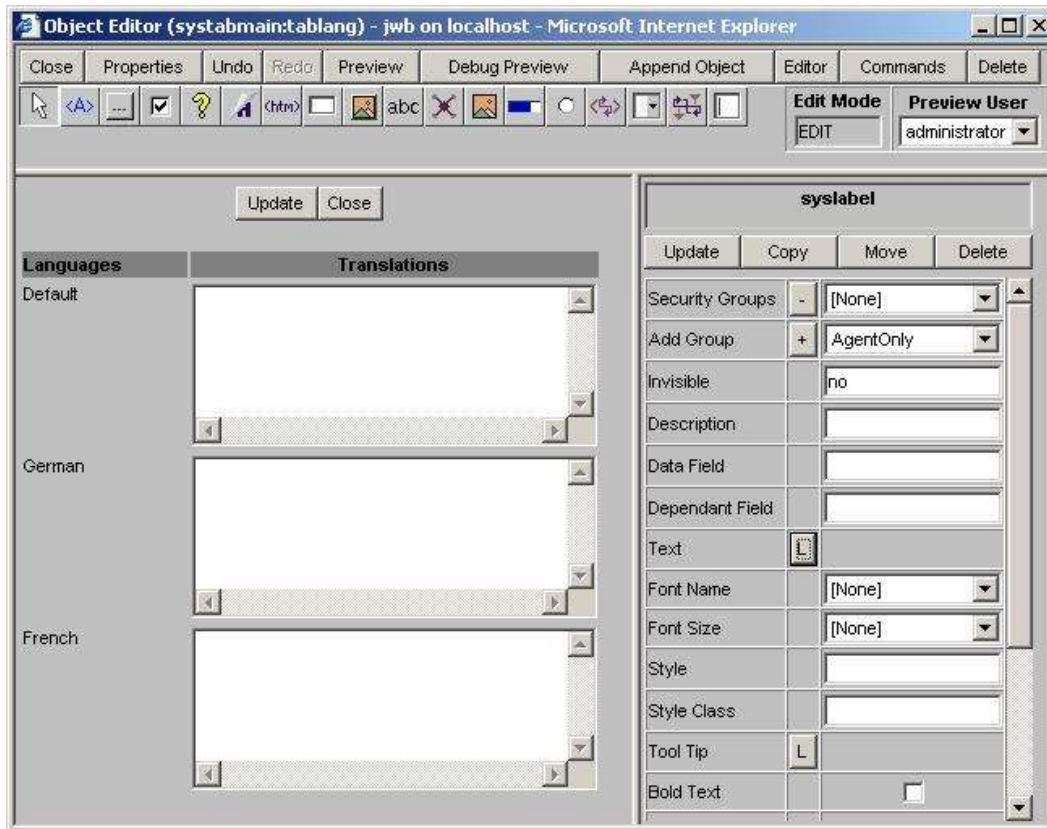 Object Editor (systabmain:tablang) - jwb on localhost - Microsoft Internet Explorer
Close Properties Undo Redo Preview Debug Preview Append Object Editor Commands Delete
<A> ... ? A <htm> abc
Edit Mode Preview User
EDIT administrator
Update Close
Languages Translations
Default
German
French
syslabel
Update Copy Move Delete
Security Groups - [None]
Add Group + AgentOnly
Invisible no
Description
Data Field
Dependant Field
Text L
Font Name [None]
Font Size [None]
Style
Style Class
Tool Tip L
Bold Text